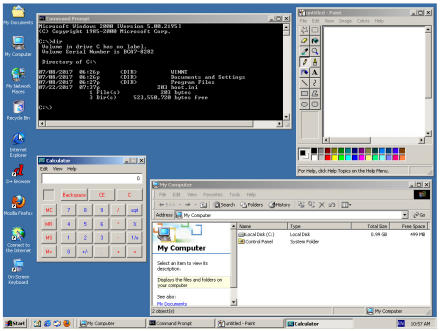 My Documents
My Computer
My Network
Places
Recycle Bin
Internet
Explorer
Mozilla Firefox
Connect to
the Internet
On-Screen
Keyboard
Command Prompt
Microsoft Windows 2000 [Version 5.00.2195]
(C) Copyright 1985-2000 Microsoft Corp.
C:\>dir
Volume in drive C has no label.
Volume Serial Number is
Directory of C:\
07/08/2017 06:26p <DIR> WINNT
07/08/2017 06:26p <DIR> Documents and Settings
07/08/2017 06:27p <DIR> Program Files
07/22/2017 07:37p 203 boot.ini
1 File(s) 203 bytes
3 Dir(s) 523,550,720 bytes free
C:\>
untitled - Paint
File Edit View Image Colors Help
For Help, click Help Topics on the Help Menu.
Calculator
Edit View Help
0
Backspace CE C
MC 7 8 9 / sqrt
MR 4 5 6 * %
MS 1 2 3 - 1/x
M+ 0 +/- . + =
My Computer
File Edit View Favorites Tools Help
Back Search Folders History
Address My Computer Go
My Computer
Select an item to view its
description.
Displays the files and folders on
your computer
See also:
My Documents
Name Type Total Size Free Space
Local Disk (C:) Local Disk 0.99 GB 499 MB
Control Panel System Folder
2 object(s) My Computer
Start My Computer Command Prompt untitled - Paint Calculator EN 10:57 AM